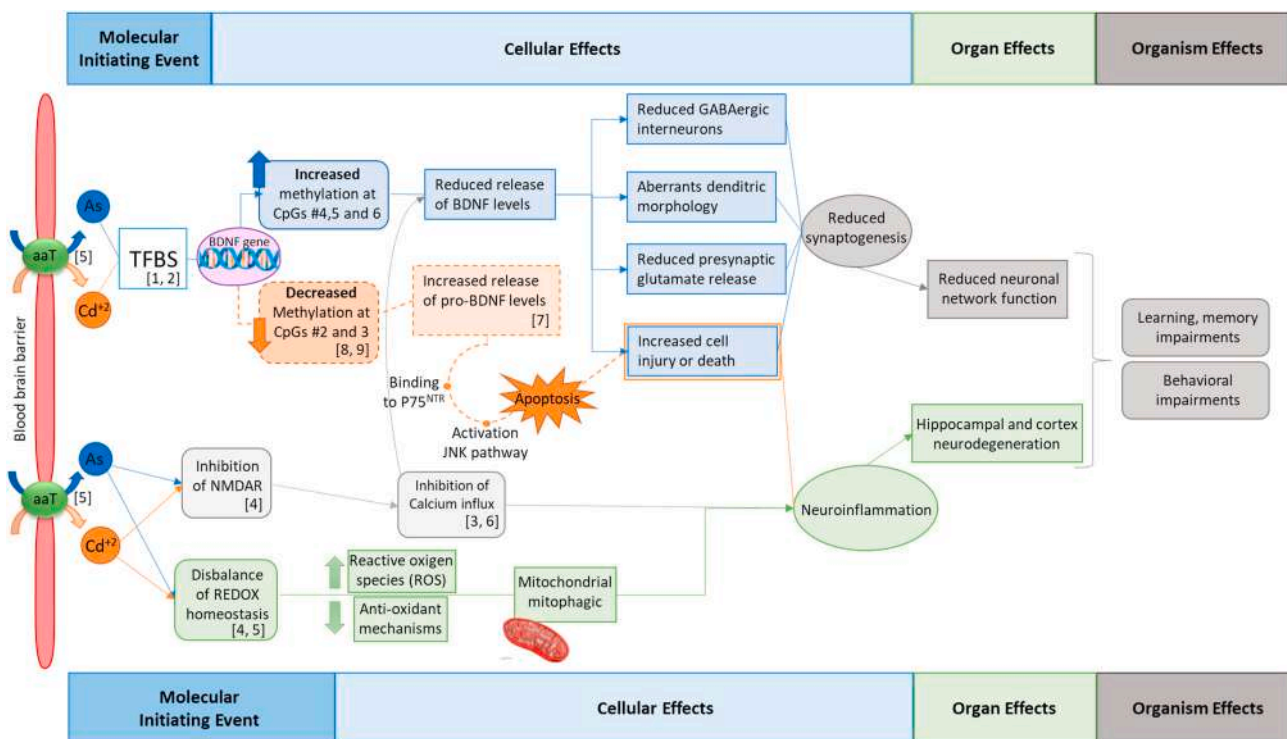 Molecular
Initiating Event
Cellular Effects
Organ Effects
Organism Effects
Blood brain barrier
aaT
[5]
As
Cd+2
TFBS
[1, 2]
BDNF gene
Increased
methylation at
CpGs #4,5 and 6
Decreased
Methylation at
CpGs #2 and 3
[8, 9]
Reduced release
of BDNF levels
Increased release
of pro-BDNF levels
[7]
Binding
to P75NTR
Activation
JNK pathway
Apoptosis
Reduced GABAergic
interneurons
Aberrants denditric
morphology
Reduced presynaptic
glutamate release
Increased cell
injury or death
Reduced
synaptogenesis
Reduced neuronal
network function
Learning, memory
impairments
Behavioral
impairments
Hippocampal and cortex
neurodegeneration
Neuroinflammation
aaT
[5]
As
Cd+2
Inhibition
of NMDAR
[4]
Inhibition of
Calcium influx
[3, 6]
Disbalance
of REDOX
homeostasis
[4, 5]
Reactive oxigen
species (ROS)
Anti-oxidant
mechanisms
Mitochondrial
mitophagic
Molecular
Initiating Event
Cellular Effects
Organ Effects
Organism Effects